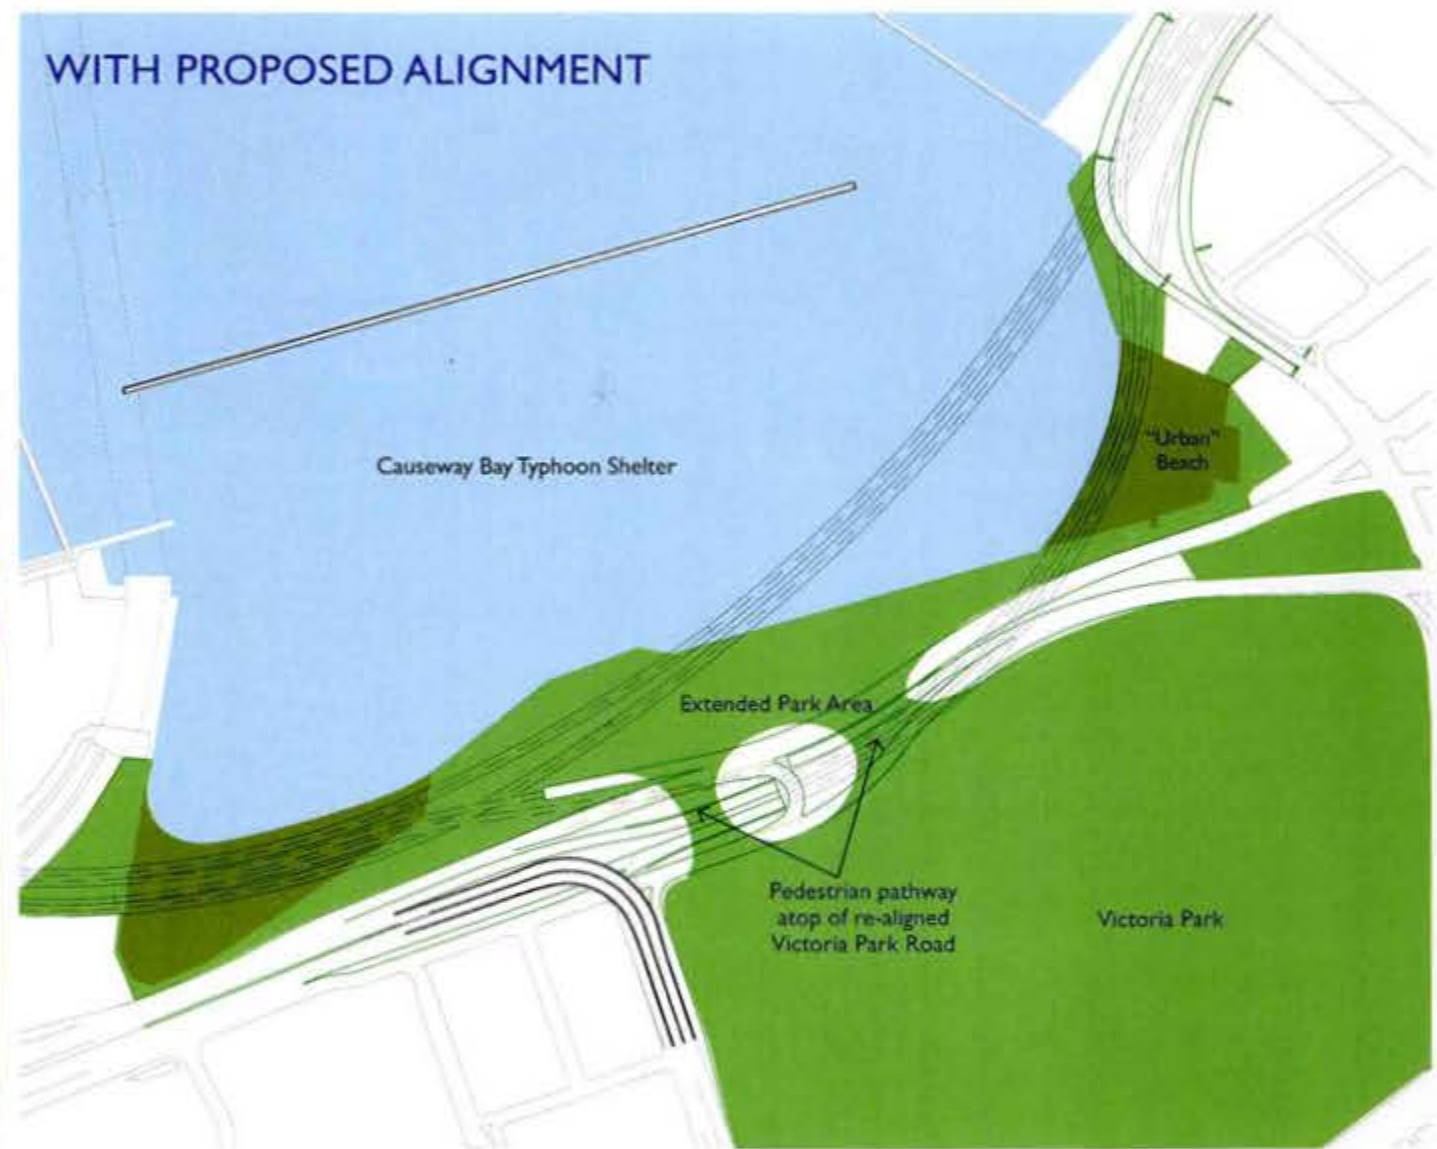 WITH PROPOSED ALIGNMENT
"Urban"
Beach
Causeway Bay Typhoon Shelter
Extended Park Area
Pedestrian pathway
atop of re-aligned
Victoria Park Road
Victoria Park